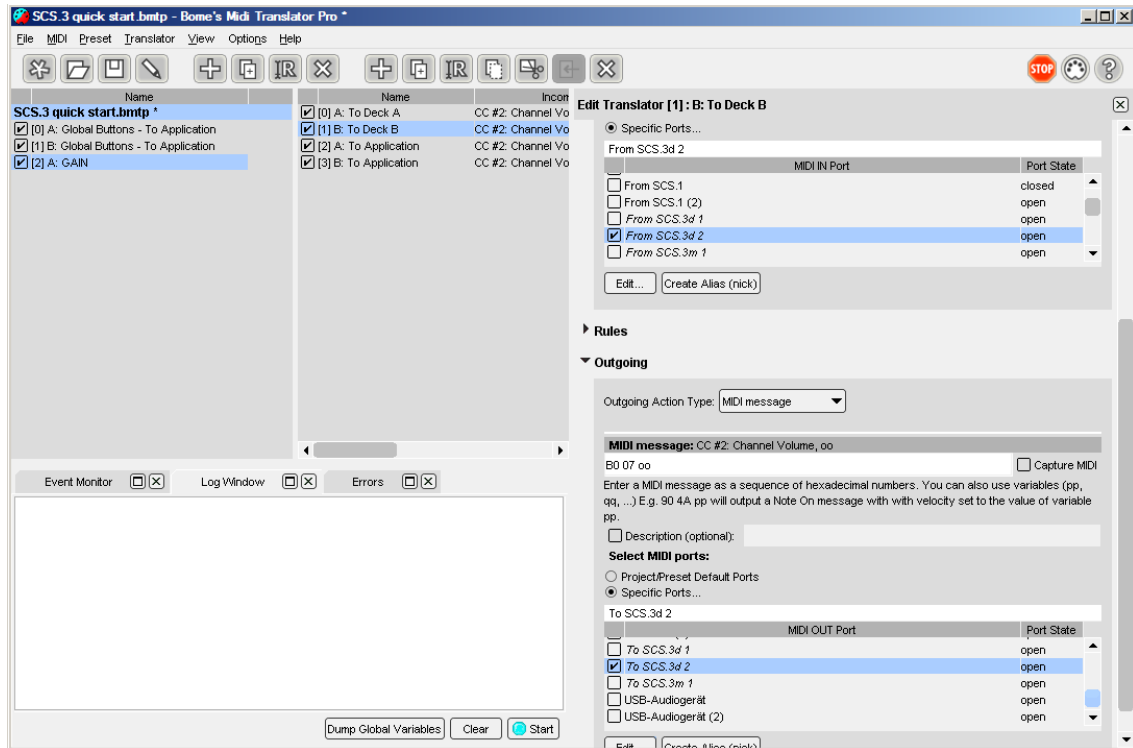 SCS.3 quick start.bmtp - Bome's Midi Translator Pro *
File MIDI Preset Translator View Options Help
STOP
Name
SCS.3 quick start.bmtp *
[0] A: Global Buttons - To Application
[1] B: Global Buttons - To Application
[2] A: GAIN
Name Incom
[0] A: To Deck A CC #2: Channel Vo
[1] B: To Deck B CC #2: Channel Vo
[2] A: To Application CC #2: Channel Vo
[3] B: To Application CC #2: Channel Vo
Edit Translator [1] : B: To Deck B
Specific Ports...
From SCS.3d 2
MIDI IN Port Port State
From SCS.1 closed
From SCS.1 (2) open
From SCS.3d 1 open
From SCS.3d 2 open
From SCS.3m 1 open
Edit... Create Alias (nick)
Rules
Outgoing
Outgoing Action Type: MIDI message
MIDI message: CC #2: Channel Volume, oo
B0 07 oo Capture MIDI
Enter a MIDI message as a sequence of hexadecimal numbers. You can also use variables (pp,
qq, ...) E.g. 90 4A pp will output a Note On message with with velocity set to the value of variable
pp.
Description (optional):
Select MIDI ports:
Project/Preset Default Ports
Specific Ports...
To SCS.3d 2
MIDI OUT Port Port State
To SCS.3d 1 open
To SCS.3d 2 open
To SCS.3m 1 open
USB-Audiogerät open
USB-Audiogerät (2) open
Edit... Create Alias (nick)
Event Monitor Log Window Errors
Dump Global Variables Clear Start